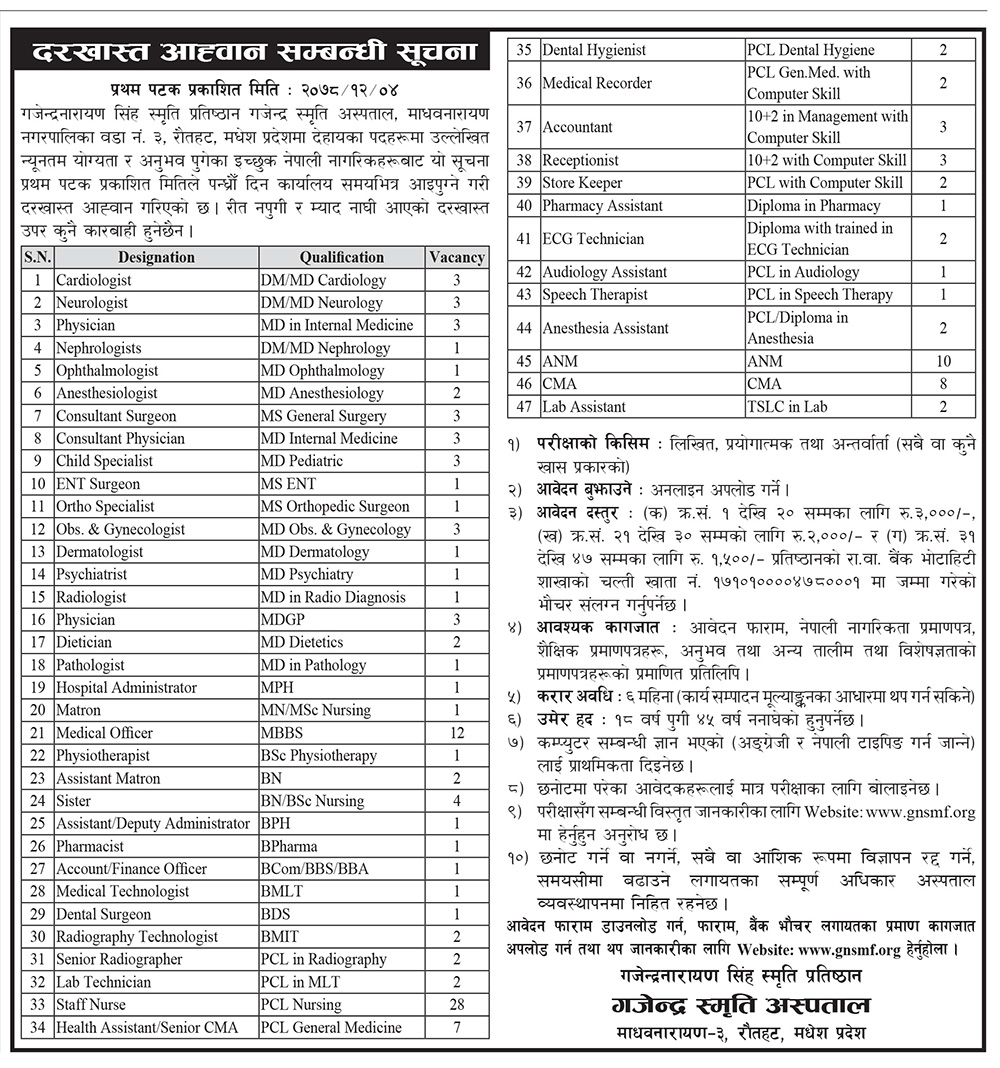 दरखास्त आह्वान सम्बन्धी सूचना
प्रथम पटक प्रकाशित मिति : २०७८/१२/०४
गजेन्द्रनारायण सिंह स्मृति प्रतिष्ठान गजेन्द्र स्मृति अस्पताल, माधवनारायण
नगरपालिका वडा नं. ३, रौतहट, मधेश प्रदेशमा देहायका पदहरूमा उल्लेखित
न्यूनतम योग्यता र अनुभव पुगेका इच्छुक नेपाली नागरिकहरूबाट यो सूचना
प्रथम पटक प्रकाशित मितिले पन्ध्रौँ दिन कार्यालय समयभित्र आइपुग्ने गरी
दरखास्त आह्वान गरिएको छ। रीत नपुगी र म्याद नाघी आएको दरखास्त
उपर कुनै कारबाही हुनेछैन।
S.N. Designation Qualification Vacancy
1 Cardiologist DM/MD Cardiology 3
2 Neurologist DM/MD Neurology 3
3 Physician MD in Internal Medicine 3
4 Nephrologists DM/MD Nephrology 1
5 Ophthalmologist MD Ophthalmology 1
6 Anesthesiologist MD Anesthesiology 2
7 Consultant Surgeon MS General Surgery 3
8 Consultant Physician MD Internal Medicine 3
9 Child Specialist MD Pediatric 3
10 ENT Surgeon MS ENT 1
11 Ortho Specialist MS Orthopedic Surgeon 1
12 Obs. & Gynecologist MD Obs. & Gynecology 3
13 Dermatologist MD Dermatology 1
14 Psychiatrist MD Psychiatry 1
15 Radiologist MD in Radio Diagnosis 1
16 Physician MDGP 3
17 Dietician MD Dietetics 2
18 Pathologist MD in Pathology 1
19 Hospital Administrator MPH 1
20 Matron MN/MSc Nursing 1
21 Medical Officer MBBS 12
22 Physiotherapist BSc Physiotherapy 1
23 Assistant Matron BN 2
24 Sister BN/BSc Nursing 4
25 Assistant/Deputy Administrator BPH 1
26 Pharmacist BPharma 1
27 Account/Finance Officer BCom/BBS/BBA 1
28 Medical Technologist BMLT 1
29 Dental Surgeon BDS 1
30 Radiography Technologist BMIT 2
31 Senior Radiographer PCL in Radiography 2
32 Lab Technician PCL in MLT 2
33 Staff Nurse PCL Nursing 28
34 Health Assistant/Senior CMA PCL General Medicine 7
35 Dental Hygienist PCL Dental Hygiene 2
36 Medical Recorder PCL Gen.Med. with
Computer Skill 2
37 Accountant 10+2 in Management with
Computer Skill 3
38 Receptionist 10+2 with Computer Skill 3
39 Store Keeper PCL with Computer Skill 2
40 Pharmacy Assistant Diploma in Pharmacy 1
41 ECG Technician Diploma with trained in
ECG Technician 2
42 Audiology Assistant PCL in Audiology 1
43 Speech Therapist PCL in Speech Therapy 1
44 Anesthesia Assistant PCL/Diploma in
Anesthesia 2
45 ANM ANM 10
46 CMA CMA 8
47 Lab Assistant TSLC in Lab 2
१) परीक्षाको किसिम : लिखित, प्रयोगात्मक तथा अन्तर्वार्ता (सबै वा कुनै
खास प्रकारको)
२) आवेदन बुझाउने : अनलाइन अपलोड गर्ने।
३) आवेदन दस्तुर : (क) क्र.सं. १ देखि २० सम्मका लागि रु.३,०००/-,
(ख) क्र.सं. २१ देखि ३० सम्मको लागि रु.२,०००/- र (ग) क्र.सं. ३१
देखि ४७ सम्मका लागि रु. १,५००/- प्रतिष्ठानको रा.वा. बैंक भोटाहिटी
शाखाको चल्ती खाता नं. १७१०१००००४७८०००१ मा जम्मा गरेको
भौचर संलग्न गर्नुपर्नेछ।
४) आवश्यक कागजात : आवेदन फाराम, नेपाली नागरिकता प्रमाणपत्र,
शैक्षिक प्रमाणपत्रहरू, अनुभव तथा अन्य तालीम तथा विशेषज्ञताको
प्रमाणपत्रहरूको प्रमाणित प्रतिलिपि।
५) करार अवधि : ६ महिना (कार्य सम्पादन मूल्याङ्कनका आधारमा थप गर्न सकिने)
६) उमेर हद : १८ वर्ष पुगी ४५ वर्ष ननाघेको हुनुपर्नेछ।
७) कम्प्युटर सम्बन्धी ज्ञान भएको (अङ्ग्रेजी र नेपाली टाइपिङ गर्न जान्ने)
लाई प्राथमिकता दिइनेछ।
८) छनोटमा परेका आवेदकहरूलाई मात्र परीक्षाका लागि बोलाइनेछ।
९) परीक्षासँग सम्बन्धी विस्तृत जानकारीका लागि Website: www.gnsmf.org
मा हेर्नुहुन अनुरोध छ।
१०) छनोट गर्ने वा नगर्ने, सबै वा आंशिक रूपमा विज्ञापन रद्द गर्ने,
समयसीमा बढाउने लगायतका सम्पूर्ण अधिकार अस्पताल
व्यवस्थापनमा निहित रहनेछ।
आवेदन फाराम डाउनलोड गर्न, फाराम, बैंक भौचर लगायतका प्रमाण कागजात
अपलोड गर्न तथा थप जानकारीका लागि Website: www.gnsmf.org हेर्नुहोला।
गजेन्द्रनारायण सिंह स्मृति प्रतिष्ठान
गजेन्द्र स्मृति अस्पताल
माधवनारायण-३, रौतहट, मधेश प्रदेश